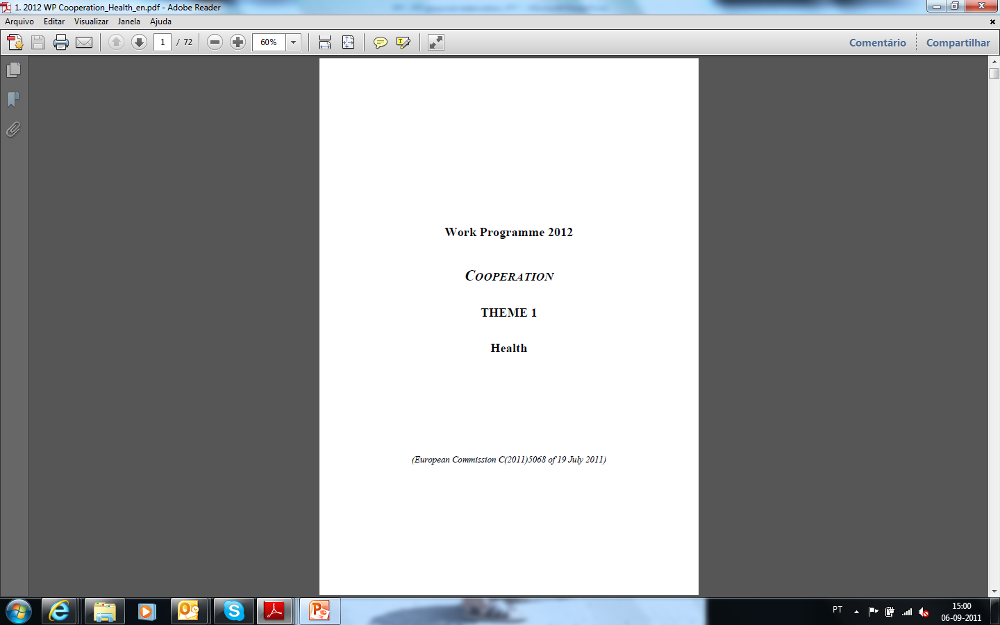 1. 2012 WP Cooperation_Health_en.pdf - Adobe Reader
Arquivo Editar Visualizar Janela Ajuda
1 / 72 60% Comentário Compartilhar
Work Programme 2012
COOPERATION
THEME 1
Health
(European Commission C(2011)5068 of 19 July 2011)
PT 15:00
06-09-2011